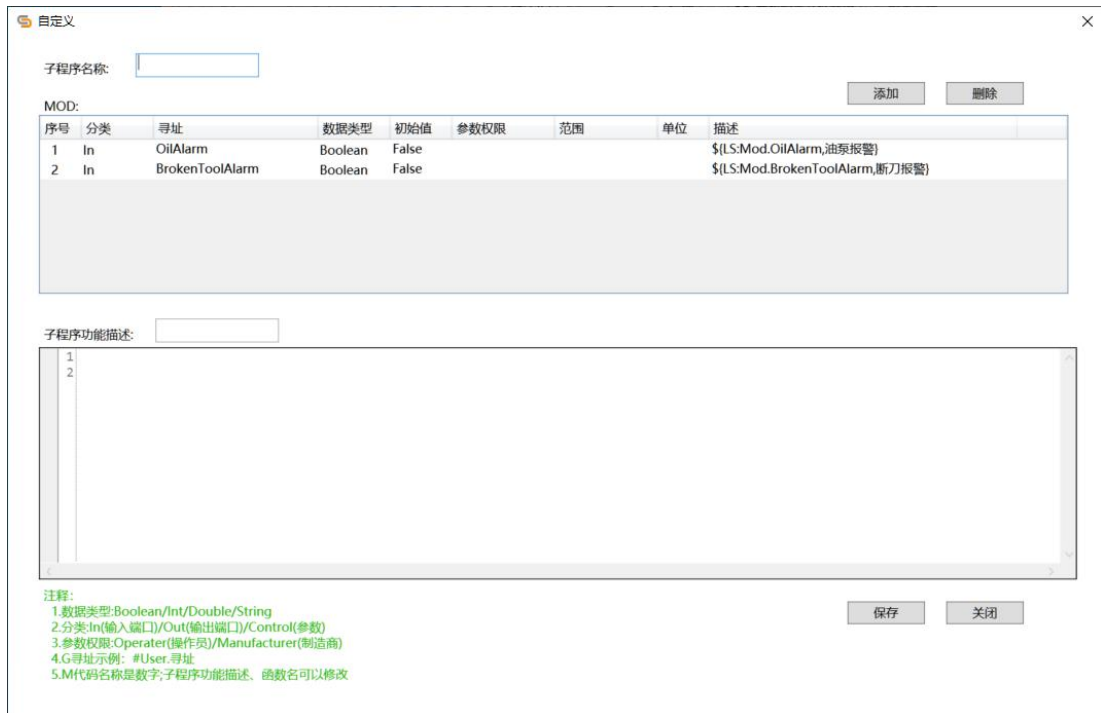 自定义
子程序名称:
添加 删除
MOD:
序号 分类 寻址 数据类型 初始值 参数权限 范围 单位 描述
1 In OilAlarm Boolean False ${LS:Mod.OilAlarm,油泵报警}
2 In BrokenToolAlarm Boolean False ${LS:Mod.BrokenToolAlarm,断刀报警}
子程序功能描述:
1
2
注释:
1.数据类型:Boolean/Int/Double/String
2.分类:In(输入端口)/Out(输出端口)/Control(参数)
3.参数权限:Operater(操作员)/Manufacturer(制造商)
4.G寻址示例: #User.寻址
5.M代码名称是数字;子程序功能描述、函数名可以修改
保存 关闭